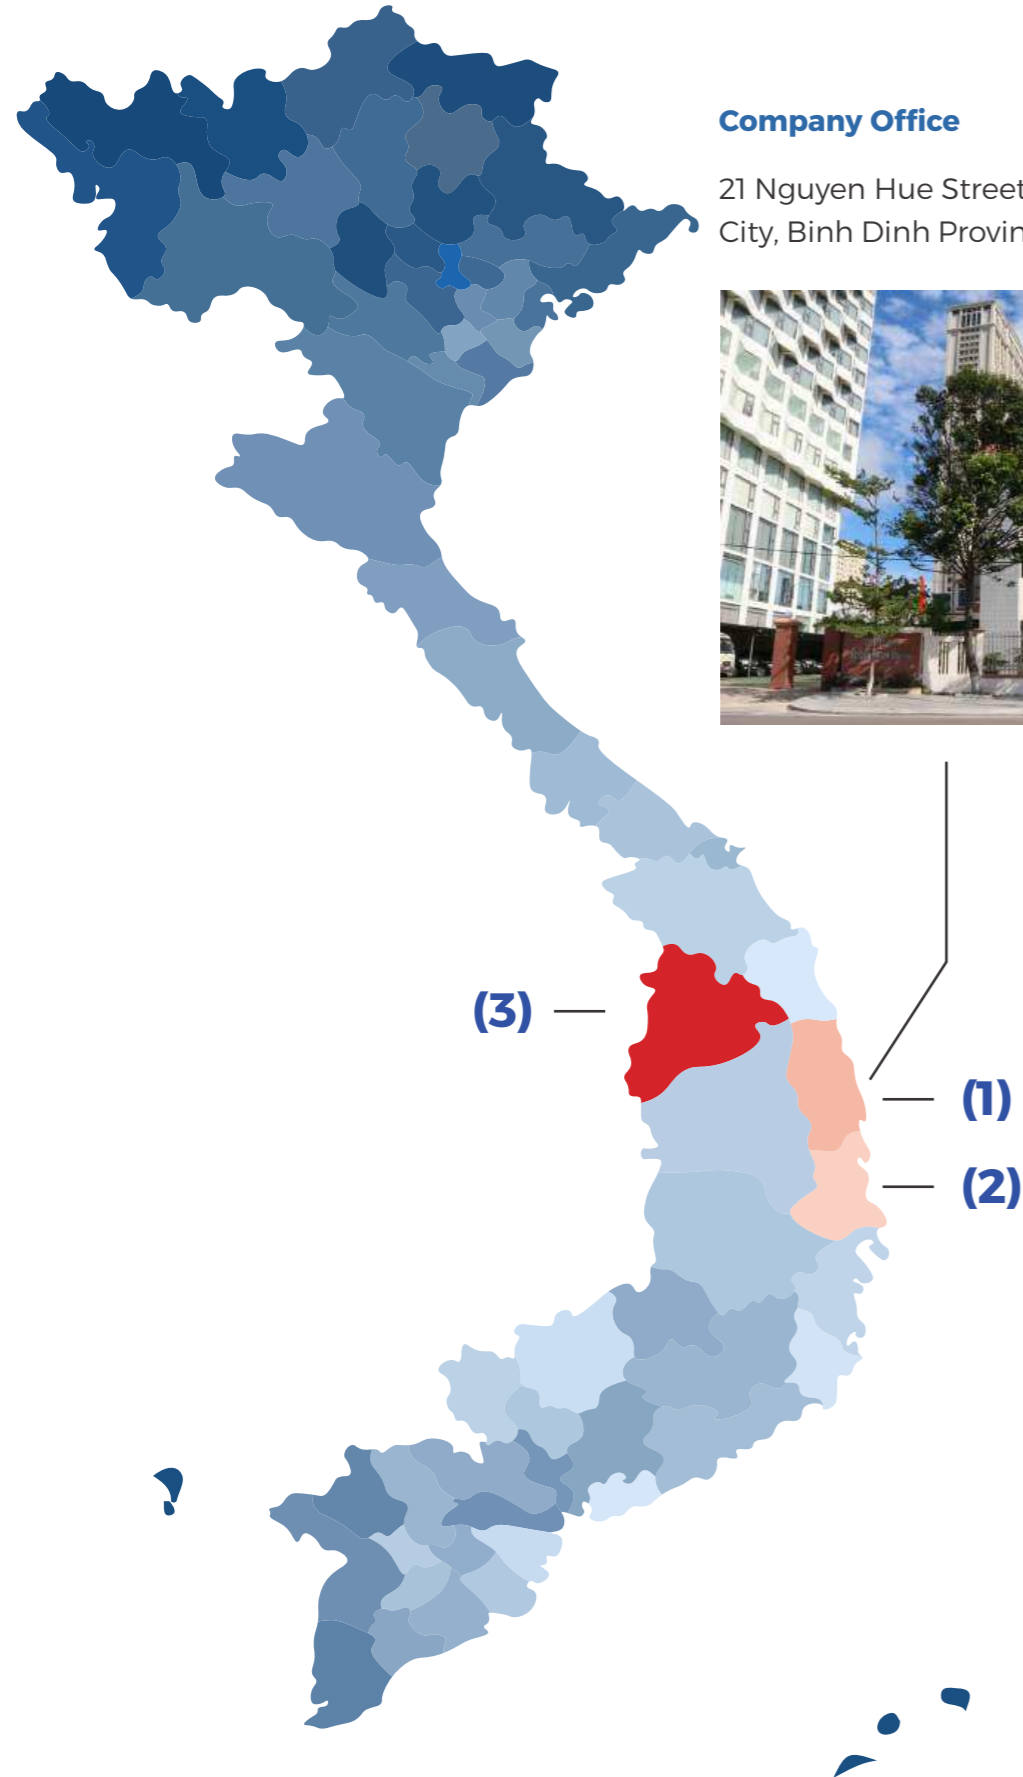 Company Office
21 Nguyen Hue Street
City, Binh Dinh Provin
(3)
(1)
(2)